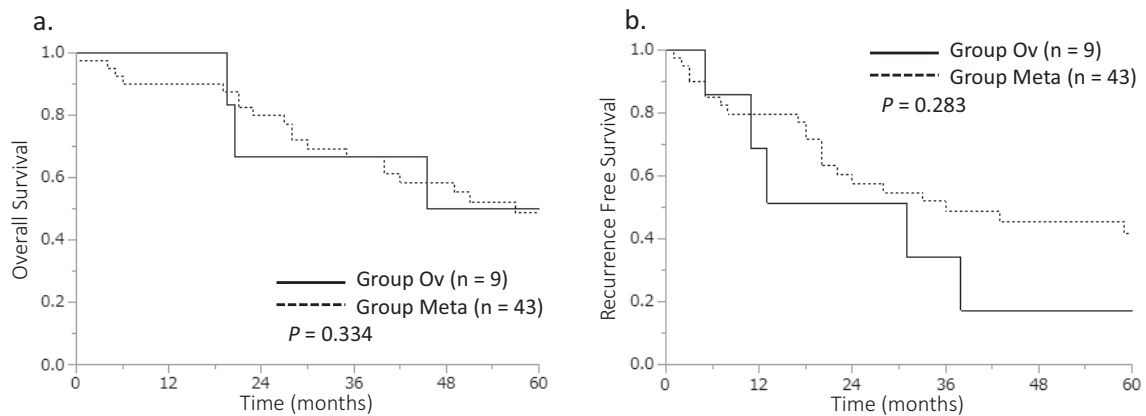 a.
1.0
0.8
0.6
0.4
0.2
0.0
Overall Survival
Group Ov (n = 9)
Group Meta (n = 43)
P = 0.334
0 12 24 36 48 60
Time (months)
b.
1.0
0.8
0.6
0.4
0.2
0.0
Recurrence Free Survival
Group Ov (n = 9)
Group Meta (n = 43)
P = 0.283
0 12 24 36 48 60
Time (months)